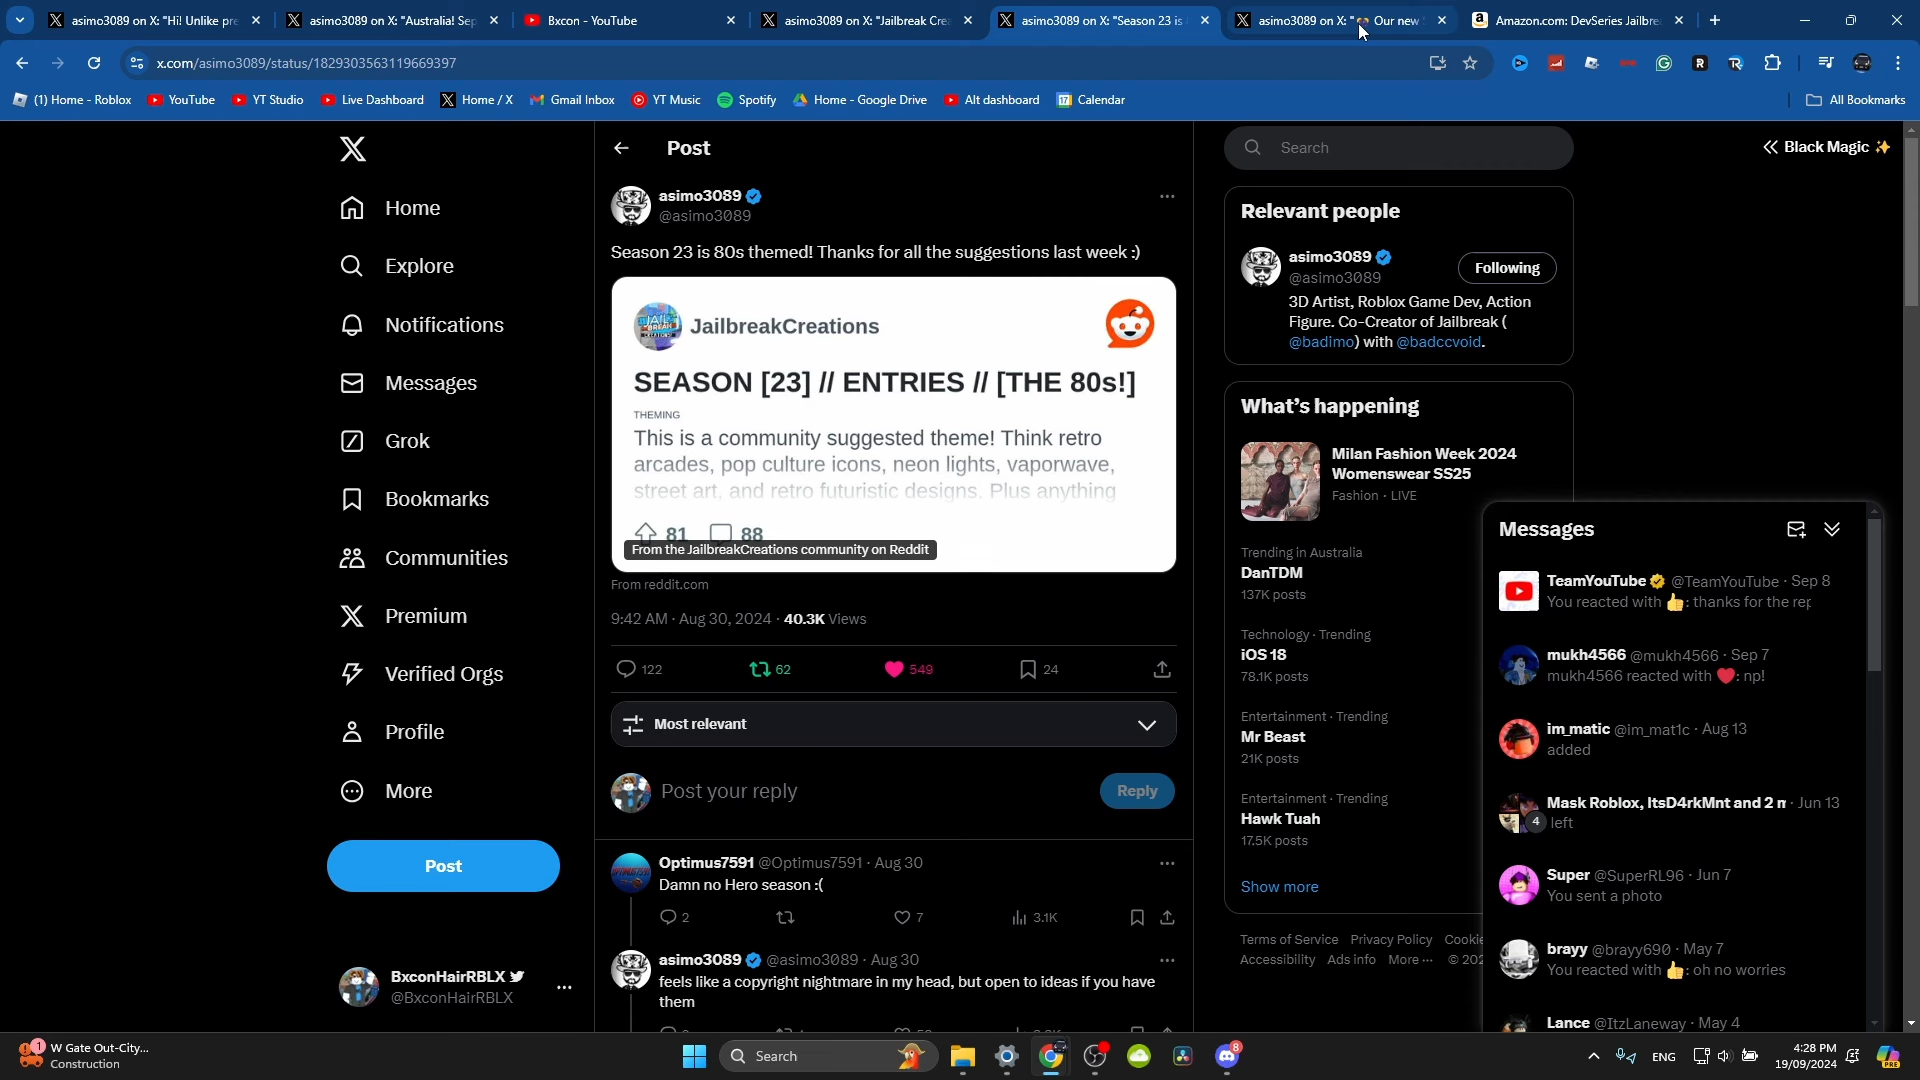 asimo3089 on X: "Hi! Unlike pre
asimo3089 on X: "Australia! Sep
Bxcon - YouTube
asimo3089 on X: "Jailbreak Crea
asimo3089 on X: "Season 23 is
asimo3089 on X: "🦁 Our new
Amazon.com: DevSeries Jailbre
x.com/asimo3089/status/1829303563119669397
(1) Home - Roblox
YouTube
YT Studio
Live Dashboard
Home / X
Gmail Inbox
YT Music
Spotify
Home - Google Drive
Alt dashboard
Calendar
All Bookmarks
Home
Explore
Notifications
Messages
Grok
Bookmarks
Communities
Premium
Verified Orgs
Profile
More
Post
BxconHairRBLX
@BxconHairRBLX
Post
asimo3089
@asimo3089
Season 23 is 80s themed! Thanks for all the suggestions last week :)
JailbreakCreations
SEASON [23] // ENTRIES // [THE 80s!]
THEMING
This is a community suggested theme! Think retro
arcades, pop culture icons, neon lights, vaporwave,
street art, and retro futuristic designs. Plus anything
81 88
From the JailbreakCreations community on Reddit
From reddit.com
9:42 AM · Aug 30, 2024 · 40.3K Views
122 62 549 24
Most relevant
Post your reply
Reply
Optimus7591 @Optimus7591 · Aug 30
Damn no Hero season :(
2 7 3.1K
asimo3089 @asimo3089 · Aug 30
feels like a copyright nightmare in my head, but open to ideas if you have
them
Search
Black Magic ✨
Relevant people
asimo3089
@asimo3089
Following
3D Artist, Roblox Game Dev, Action
Figure. Co-Creator of Jailbreak (
@badimo) with @badccvoid.
What's happening
Milan Fashion Week 2024
Womenswear SS25
Fashion · LIVE
Trending in Australia
DanTDM
137K posts
Technology · Trending
iOS 18
78.1K posts
Entertainment · Trending
Mr Beast
21K posts
Entertainment · Trending
Hawk Tuah
17.5K posts
Show more
Terms of Service Privacy Policy Cookie
Accessibility Ads info More ··· © 202
Messages
TeamYouTube @TeamYouTube · Sep 8
You reacted with 👍: thanks for the rep
mukh4566 @mukh4566 · Sep 7
mukh4566 reacted with ❤️: np!
im_matic @im_mat1c · Aug 13
added
Mask Roblox, ItsD4rkMnt and 2 m · Jun 13
4
left
Super @SuperRL96 · Jun 7
You sent a photo
brayy @brayy690 · May 7
You reacted with 👍: oh no worries
Lance @ItzLaneway · May 4
1
W Gate Out-City...
Construction
Search
8
ENG
4:28 PM
19/09/2024
PRE